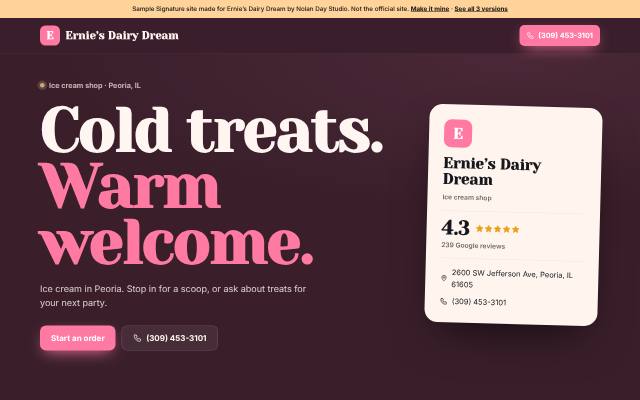 Sample Signature site made for Ernie's Dairy Dream by Nolan Day Studio. Not the official site. Make it mine · See all 3 versions
E Ernie's Dairy Dream
(309) 453-3101
Ice cream shop · Peoria, IL
Cold treats.
Warm
welcome.
Ice cream in Peoria. Stop in for a scoop, or ask about treats for
your next party.
Start an order
(309) 453-3101
E
Ernie's Dairy
Dream
Ice cream shop
4.3 ★★★★★
239 Google reviews
2600 SW Jefferson Ave, Peoria, IL
61605
(309) 453-3101